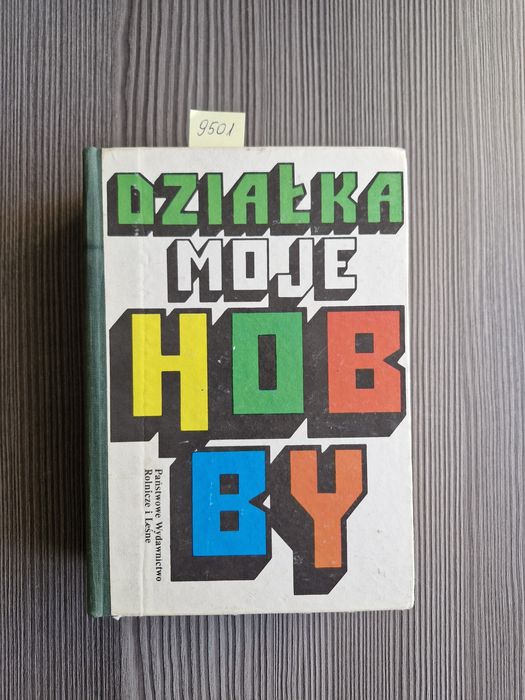 9501
DZIAŁKA
MOJE
HOB
BY
Państwowe Wydawnictwo
Rolnicze i Leśne